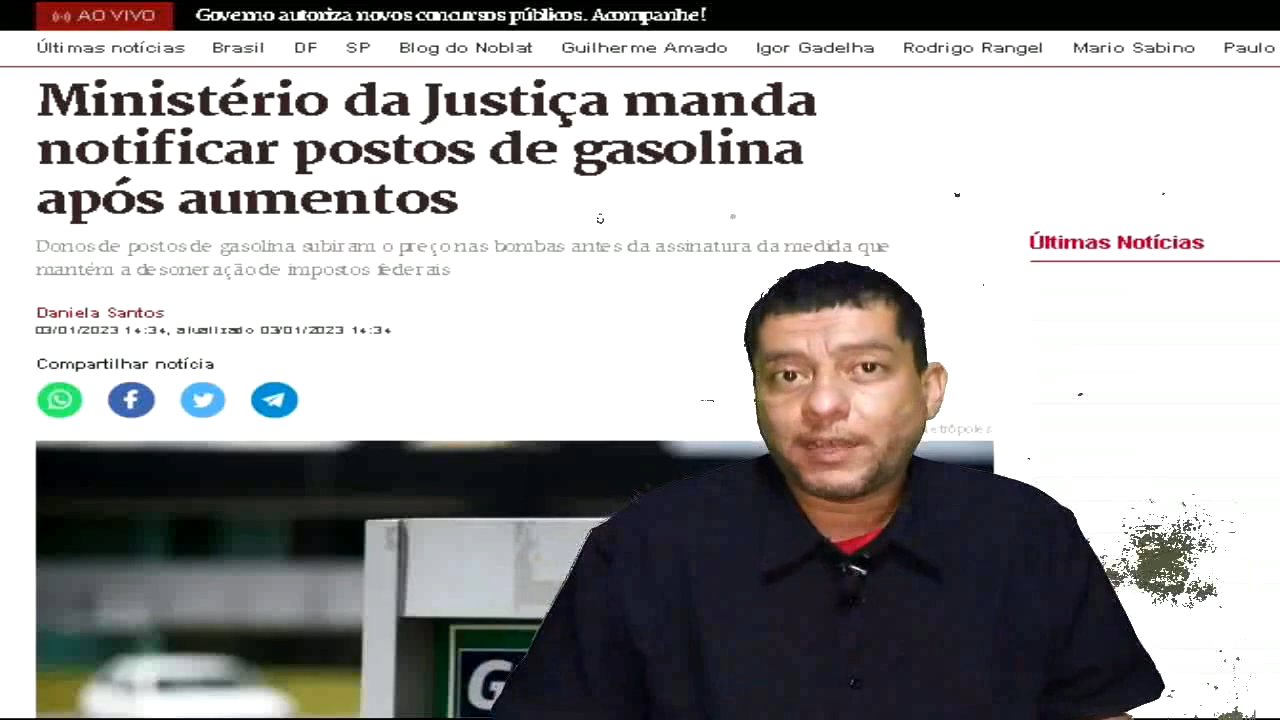 AO VIVO Governo autoriza novos concursos públicos. Acompanhe!
Últimas notícias Brasil DF SP Blog do Noblat Guilherme Amado Igor Gadelha Rodrigo Rangel Mario Sabino Paulo
Ministério da Justiça manda
notificar postos de gasolina
após aumentos
Donos de postos de gasolina subiram o preço nas bombas antes da assinatura da medida que
mantém a desoneração de impostos federais
Últimas Notícias
Daniela Santos
03/01/2023 14:34, atualizado 03/01/2023 14:34
Compartilhar notícia
etrópoles
G